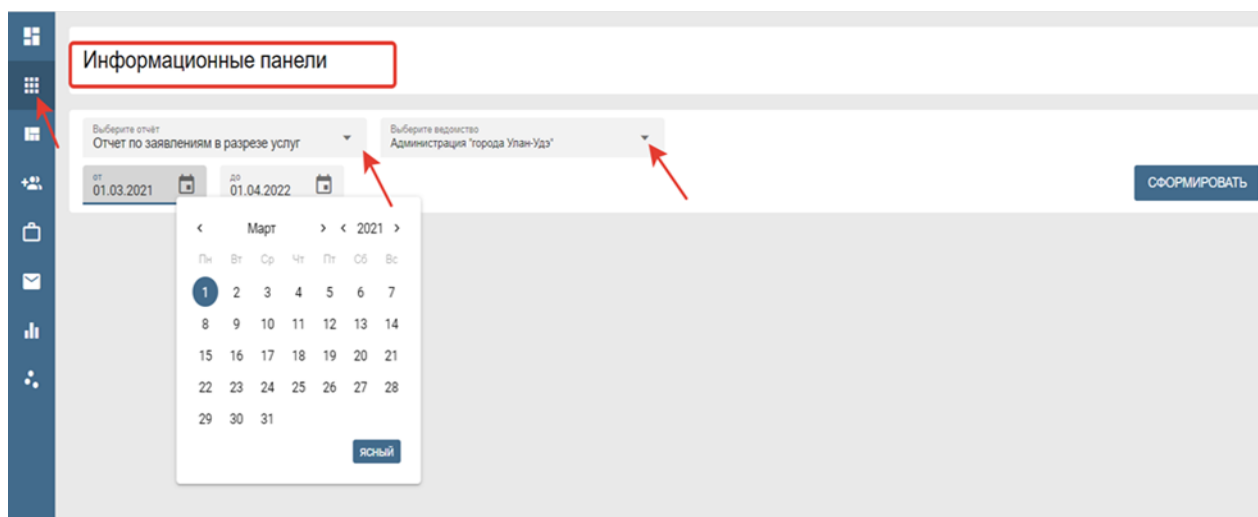 Информационные панели
Выберите отчёт
Отчет по заявлениям в разрезе услуг
Выберите ведомство
Администрация "города Улан-Удэ"
от
01.03.2021
до
01.04.2022
СФОРМИРОВАТЬ
‹ Март › ‹ 2021 ›
Пн Вт Ср Чт Пт Сб Вс
1 2 3 4 5 6 7
8 9 10 11 12 13 14
15 16 17 18 19 20 21
22 23 24 25 26 27 28
29 30 31
ЯСНЫЙ